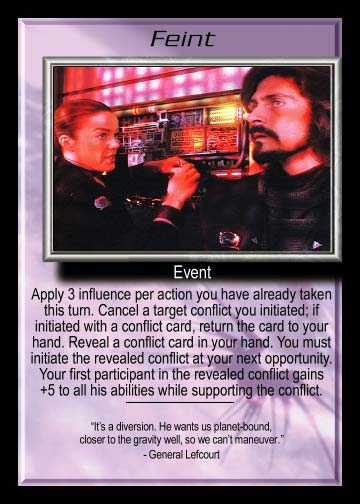 Feint
Event
Apply 3 influence per action you have already taken
this turn. Cancel a target conflict you initiated; if
initiated with a conflict card, return the card to your
hand. Reveal a conflict card in your hand. You must
initiate the revealed conflict at your next opportunity.
Your first participant in the revealed conflict gains
+5 to all his abilities while supporting the conflict.
“It's a diversion. He wants us planet-bound,
closer to the gravity well, so we can't maneuver.”
- General Lefcourt